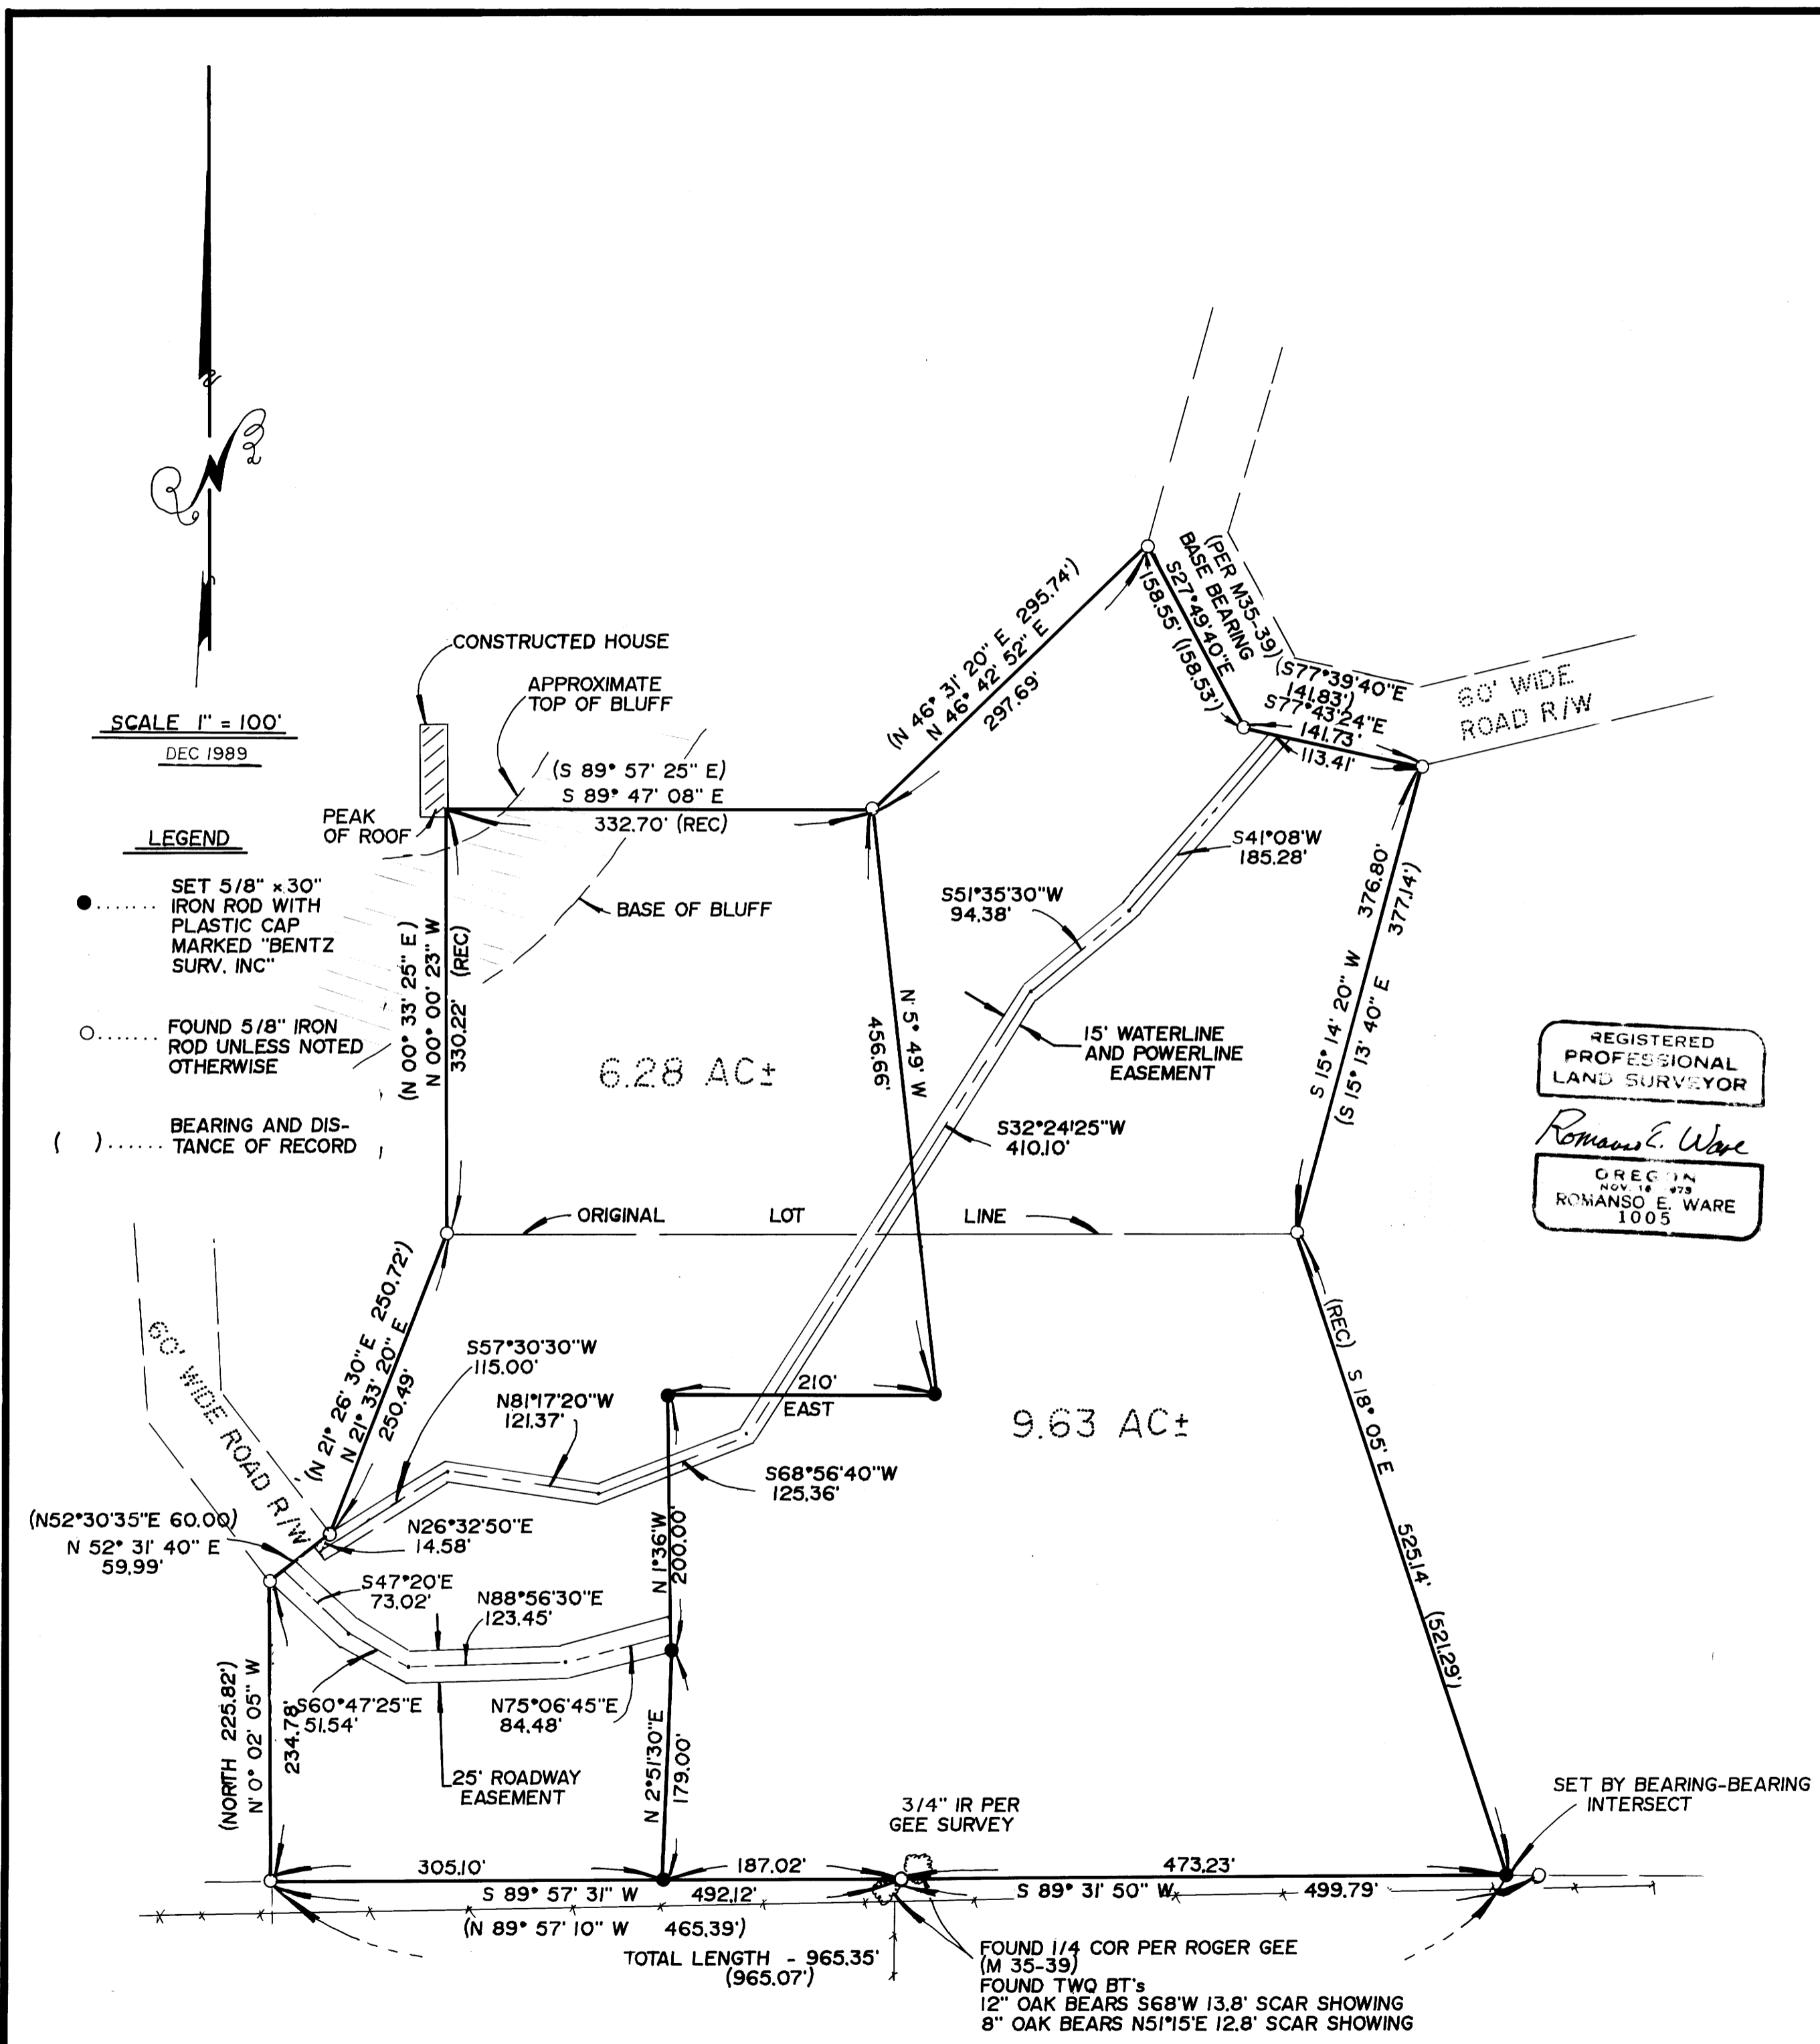 SCALE 1" = 100'
DEC 1989
LEGEND
SET 5/8" x 30"
IRON ROD WITH
PLASTIC CAP
MARKED "BENTZ
SURV. INC"
FOUND 5/8" IRON
ROD UNLESS NOTED
OTHERWISE
( ) ...... BEARING AND DIS-
TANCE OF RECORD
CONSTRUCTED HOUSE
APPROXIMATE
TOP OF BLUFF
PEAK
OF ROOF
(S 89° 57' 25" E)
S 89° 47' 08" E
332.70' (REC)
BASE OF BLUFF
(N 00° 33' 25" E)
N 00° 00' 23" W
330.22' (REC)
6.28 AC±
(N 46° 31' 20" E 295.74')
N 46° 42' 52" E
297.69'
(PER M35-39)
BASE BEARING
S27°49'40"E
158.55' (158.53')
(S77°39'40"E
141.83')
S77°43'24"E
141.73'
113.41'
60' WIDE
ROAD R/W
S41°08'W
185.28'
S51°35'30"W
94.38'
N 5° 49' W
456.66'
15' WATERLINE
AND POWERLINE
EASEMENT
S32°24'25"W
410.10'
S 15° 14' 20" W 376.80'
(S 15° 13' 40" E 377.14')
REGISTERED
PROFESSIONAL
LAND SURVEYOR
Romanso E. Ware
OREGON
ROMANSO E. WARE
1005
ORIGINAL LOT LINE
60' WIDE ROAD R/W
(N 21° 26' 30" E 250.72')
N 21° 33' 20" E
250.49'
S57°30'30"W
115.00'
N81°17'20"W
121.37'
210'
EAST
9.63 AC±
S68°56'40"W
125.36'
(REC) S 18° 05' E 525.14' (521.29')
(N52°30'35"E 60.00)
N 52° 31' 40" E
59.99'
N26°32'50"E
14.58'
S47°20'E
73.02'
N88°56'30"E
123.45'
N 1°36'W
200.00'
(NORTH 225.82')
N 0° 02' 05" W
234.78'
S60°47'25"E
51.54'
N75°06'45"E
84.48'
25' ROADWAY
EASEMENT
N 2°51'30"E
179.00'
3/4" IR PER
GEE SURVEY
SET BY BEARING-BEARING
INTERSECT
305.10' 187.02' 473.23'
S 89° 57' 31" W 492.12' S 89° 31' 50" W 499.79'
(N 89° 57' 10" W 465.39')
TOTAL LENGTH - 965.35'
(965.07')
FOUND 1/4 COR PER ROGER GEE
(M 35-39)
FOUND TWO BT's
12" OAK BEARS S68°W 13.8' SCAR SHOWING
8" OAK BEARS N51°15'E 12.8' SCAR SHOWING